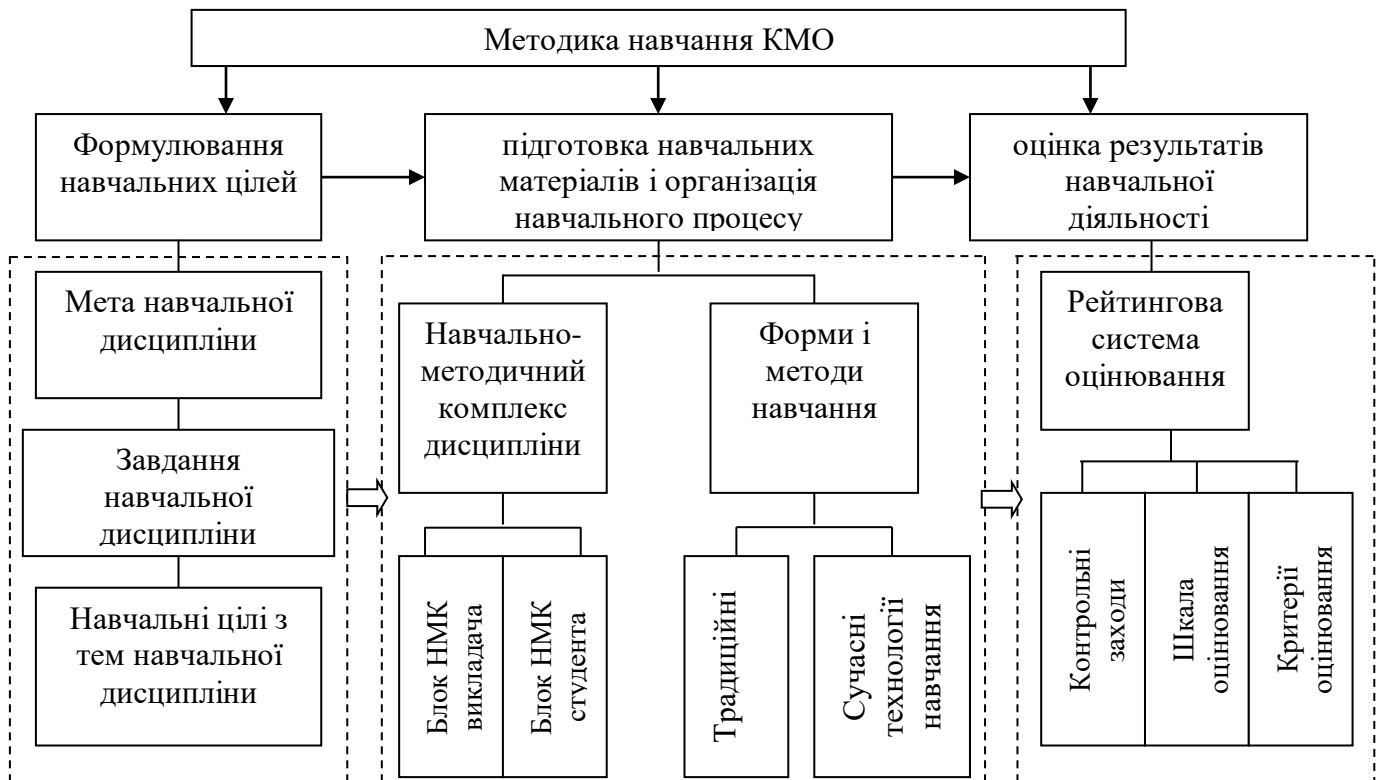 Методика навчання КМО
Формулювання
навчальних цілей
підготовка навчальних
матеріалів і організація
навчального процесу
оцінка результатів
навчальної
діяльності
Мета навчальної
дисципліни
Завдання
навчальної
дисципліни
Навчальні цілі з
тем навчальної
дисципліни
Навчально-
методичний
комплекс
дисципліни
Форми і
методи
навчання
Блок НМК
викладача
Блок НМК
студента
Традиційні
Сучасні
технології
навчання
Рейтингова
система
оцінювання
Контрольні
заходи
Шкала
оцінювання
Критерії
оцінювання